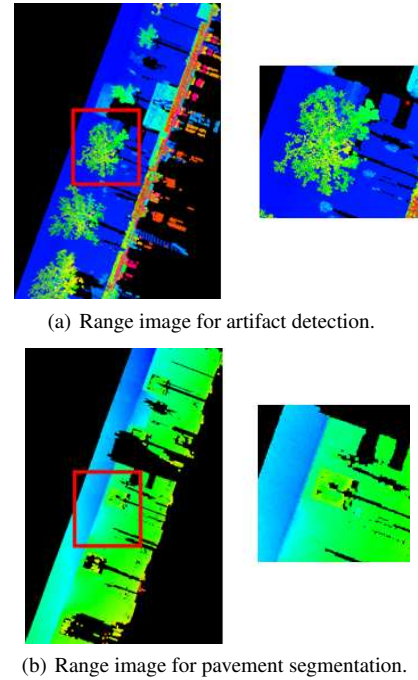 (a) Range image for artifact detection.
(b) Range image for pavement segmentation.